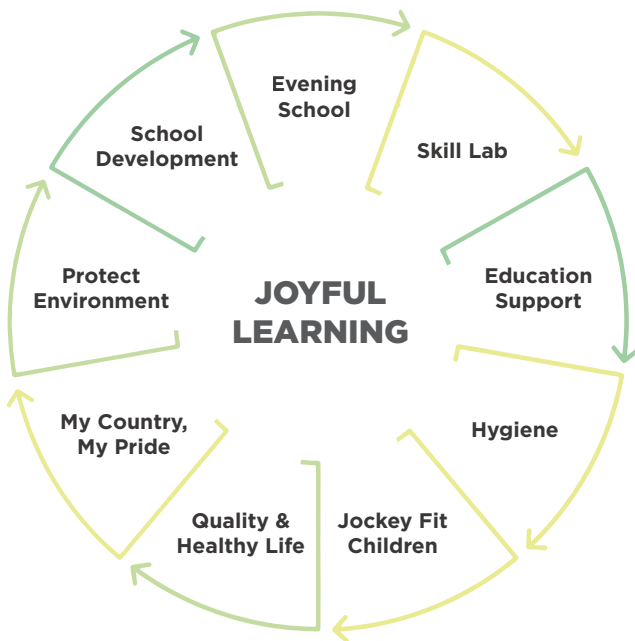 Evening
School
Skill Lab
Education
Support
Hygiene
Jockey Fit
Children
Quality &
Healthy Life
My Country,
My Pride
Protect
Environment
School
Development
JOYFUL
LEARNING